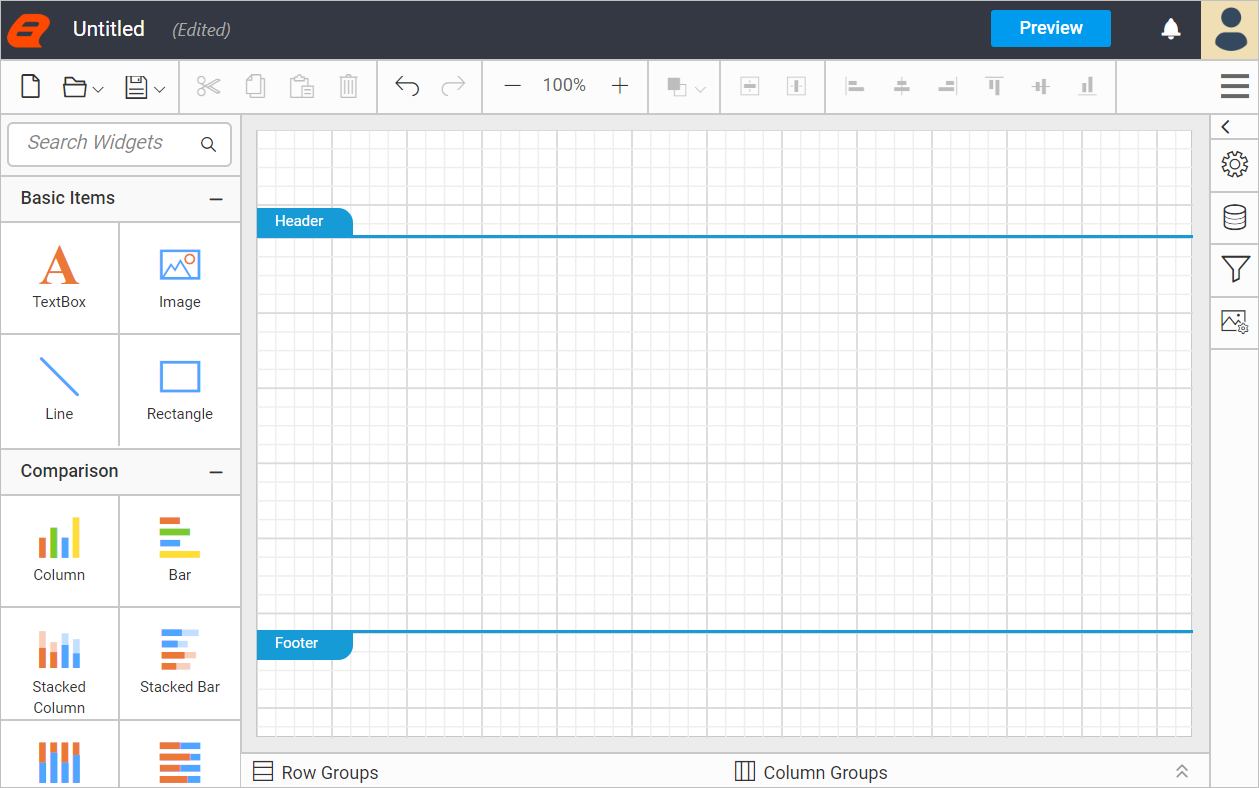 Untitled (Edited) Preview
100%
Search Widgets
Basic Items
TextBox Image
Line Rectangle
Comparison
Column Bar
Stacked Column Stacked Bar
Header
Footer
Row Groups Column Groups